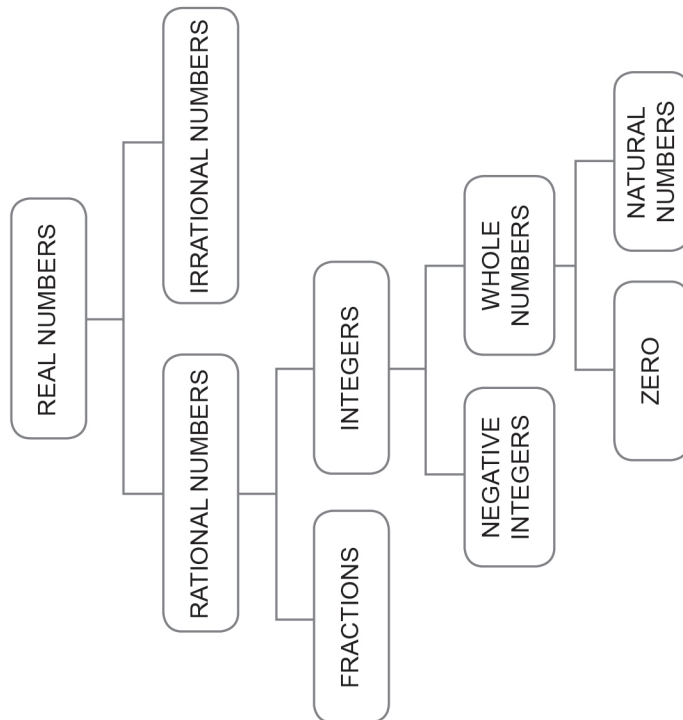 REAL NUMBERS
RATIONAL NUMBERS
IRRATIONAL NUMBERS
FRACTIONS
INTEGERS
NEGATIVE
INTEGERS
WHOLE
NUMBERS
ZERO
NATURAL
NUMBERS